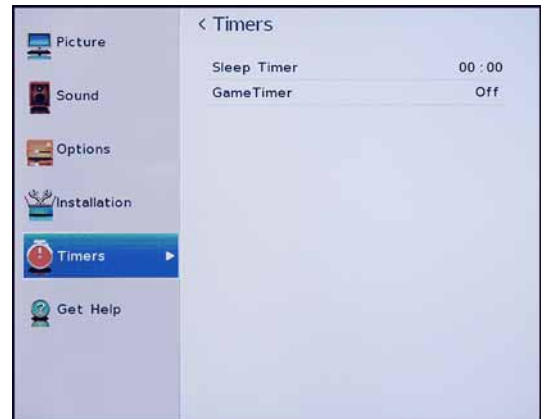 Picture
Sound
Options
Installation
Timers
Get Help
< Timers
Sleep Timer 00 : 00
GameTimer Off